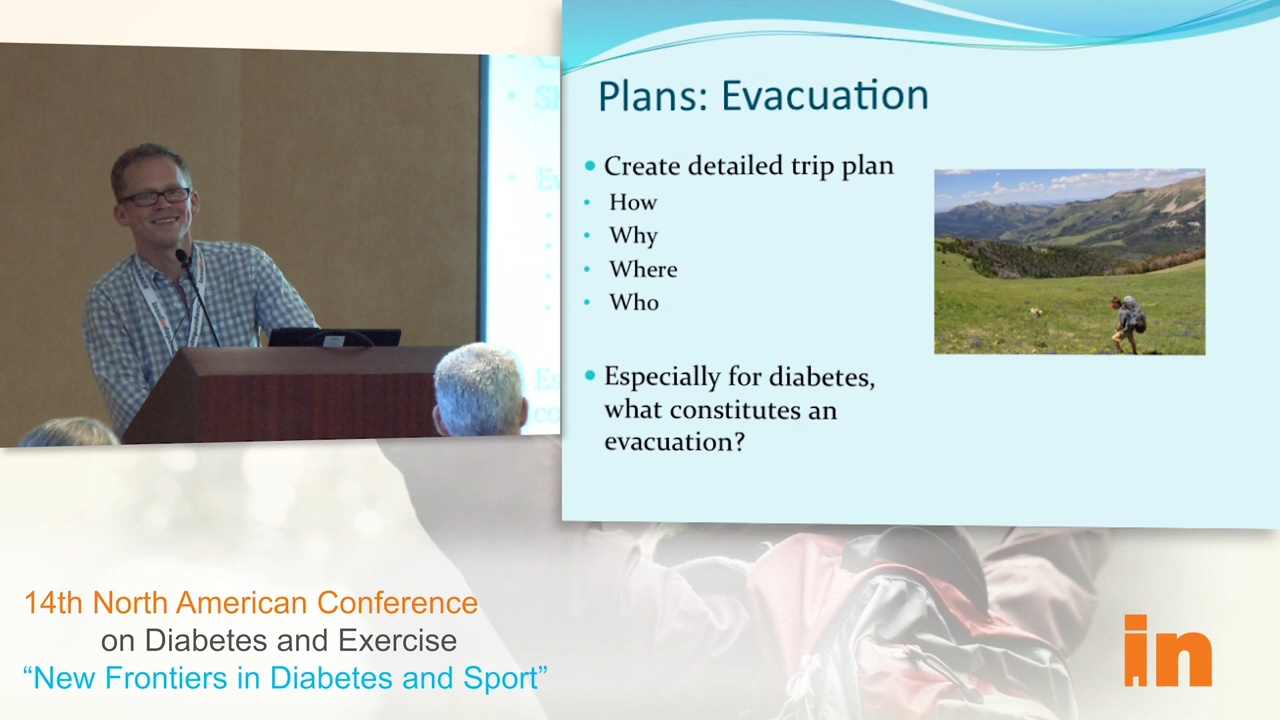 Plans: Evacuation
Create detailed trip plan
How
Why
Where
Who
Especially for diabetes,
what constitutes an
evacuation?
14th North American Conference
on Diabetes and Exercise
“New Frontiers in Diabetes and Sport”
in